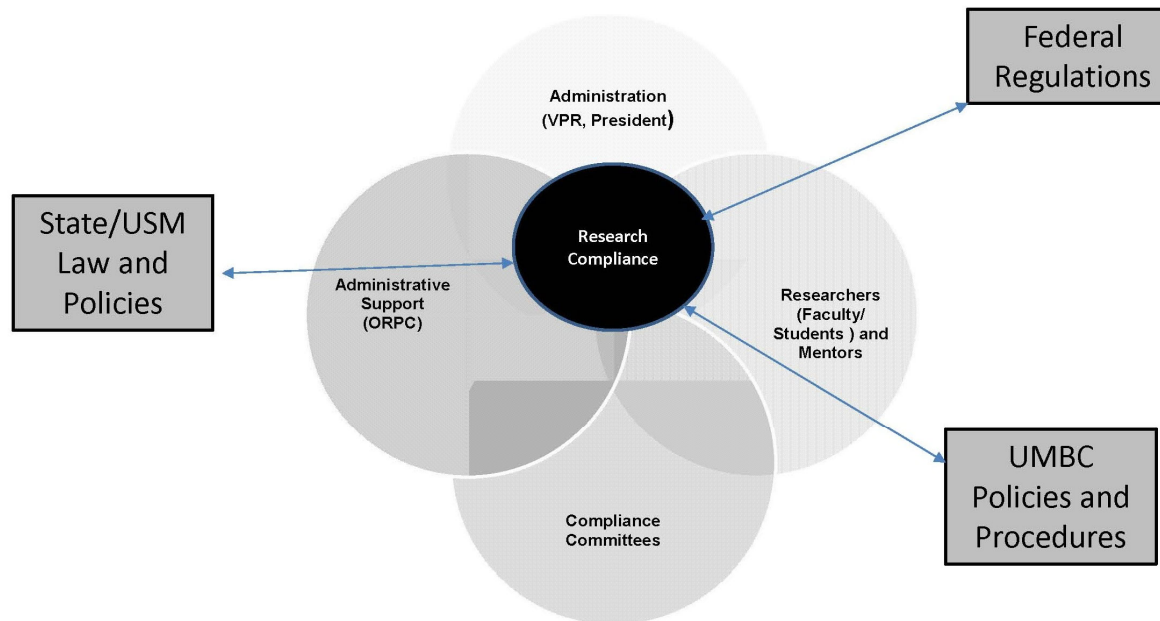 Federal
Regulations
Administration
(VPR, President)
State/USM
Law and
Policies
Research
Compliance
Administrative
Support
(ORPC)
Researchers
(Faculty/
Students ) and
Mentors
UMBC
Policies and
Procedures
Compliance
Committees